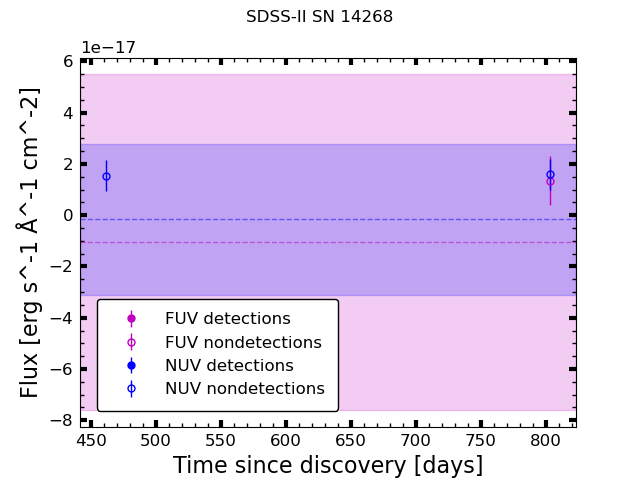 SDSS-II SN 14268
1e−17
6
4
2
0
−2
−4
−6
−8
Flux [erg s^-1 Å^-1 cm^-2]
FUV detections
FUV nondetections
NUV detections
NUV nondetections
450 500 550 600 650 700 750 800
Time since discovery [days]